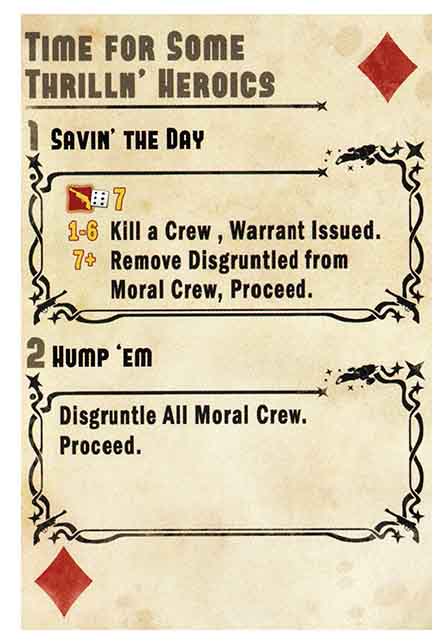 Time for Some
Thrilln' Heroics
1 Savin' the Day
7
1-6 Kill a Crew , Warrant Issued.
7+ Remove Disgruntled from
Moral Crew, Proceed.
2 Hump 'em
Disgruntle All Moral Crew.
Proceed.